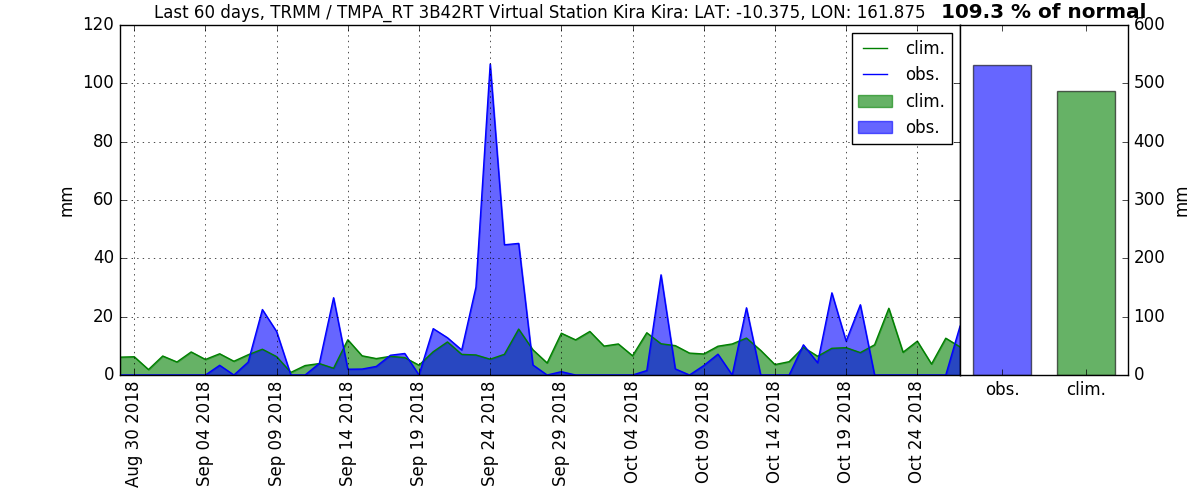 Last 60 days, TRMM / TMPA_RT 3B42RT Virtual Station Kira Kira: LAT: -10.375, LON: 161.875
109.3 % of normal
120
100
80
60
40
20
0
mm
clim.
obs.
clim.
obs.
600
500
400
300
200
100
0
mm
Aug 30 2018
Sep 04 2018
Sep 09 2018
Sep 14 2018
Sep 19 2018
Sep 24 2018
Sep 29 2018
Oct 04 2018
Oct 09 2018
Oct 14 2018
Oct 19 2018
Oct 24 2018
obs.
clim.